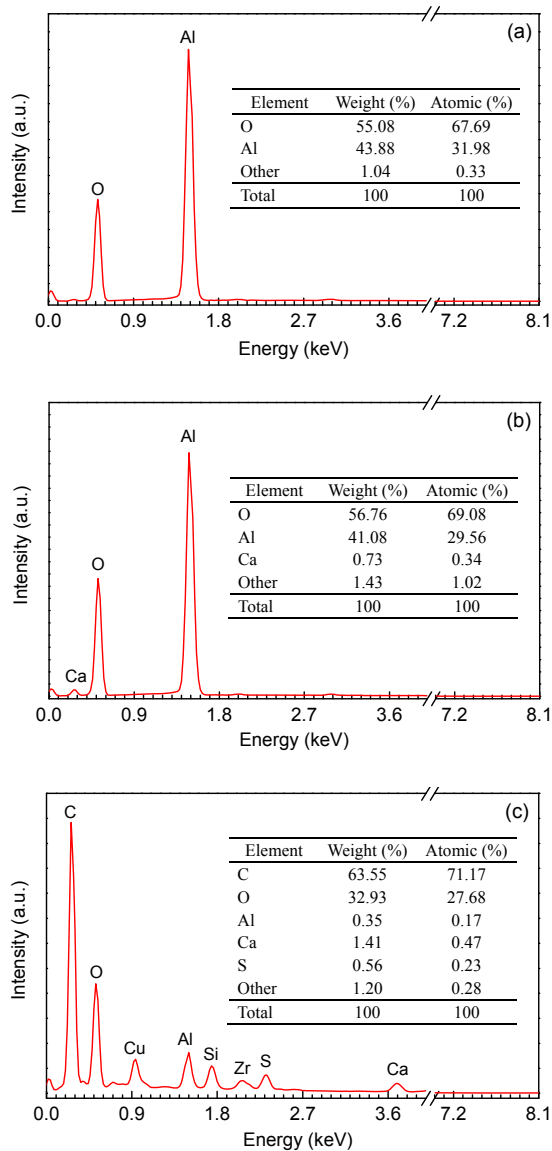 (a)
Al
O
Intensity (a.u.)
Element Weight (%) Atomic (%)
O 55.08 67.69
Al 43.88 31.98
Other 1.04 0.33
Total 100 100
0.0 0.9 1.8 2.7 3.6 7.2 8.1
Energy (keV)
(b)
Al
O
Ca
Intensity (a.u.)
Element Weight (%) Atomic (%)
O 56.76 69.08
Al 41.08 29.56
Ca 0.73 0.34
Other 1.43 1.02
Total 100 100
0.0 0.9 1.8 2.7 3.6 7.2 8.1
Energy (keV)
(c)
C
O
Cu
Al
Si
Zr
S
Ca
Intensity (a.u.)
Element Weight (%) Atomic (%)
C 63.55 71.17
O 32.93 27.68
Al 0.35 0.17
Ca 1.41 0.47
S 0.56 0.23
Other 1.20 0.28
Total 100 100
0.0 0.9 1.8 2.7 3.6 7.2 8.1
Energy (keV)